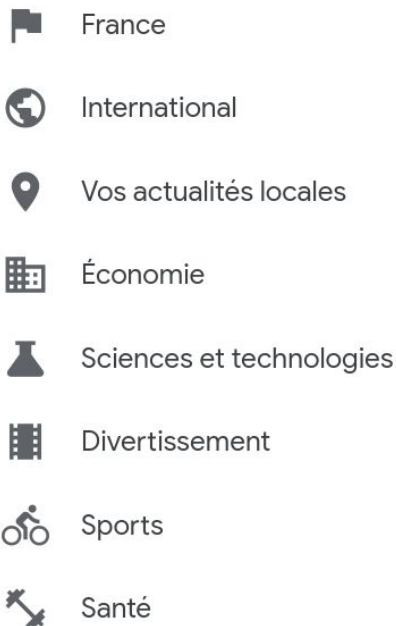 France
International
Vos actualités locales
Économie
Sciences et technologies
Divertissement
Sports
Santé